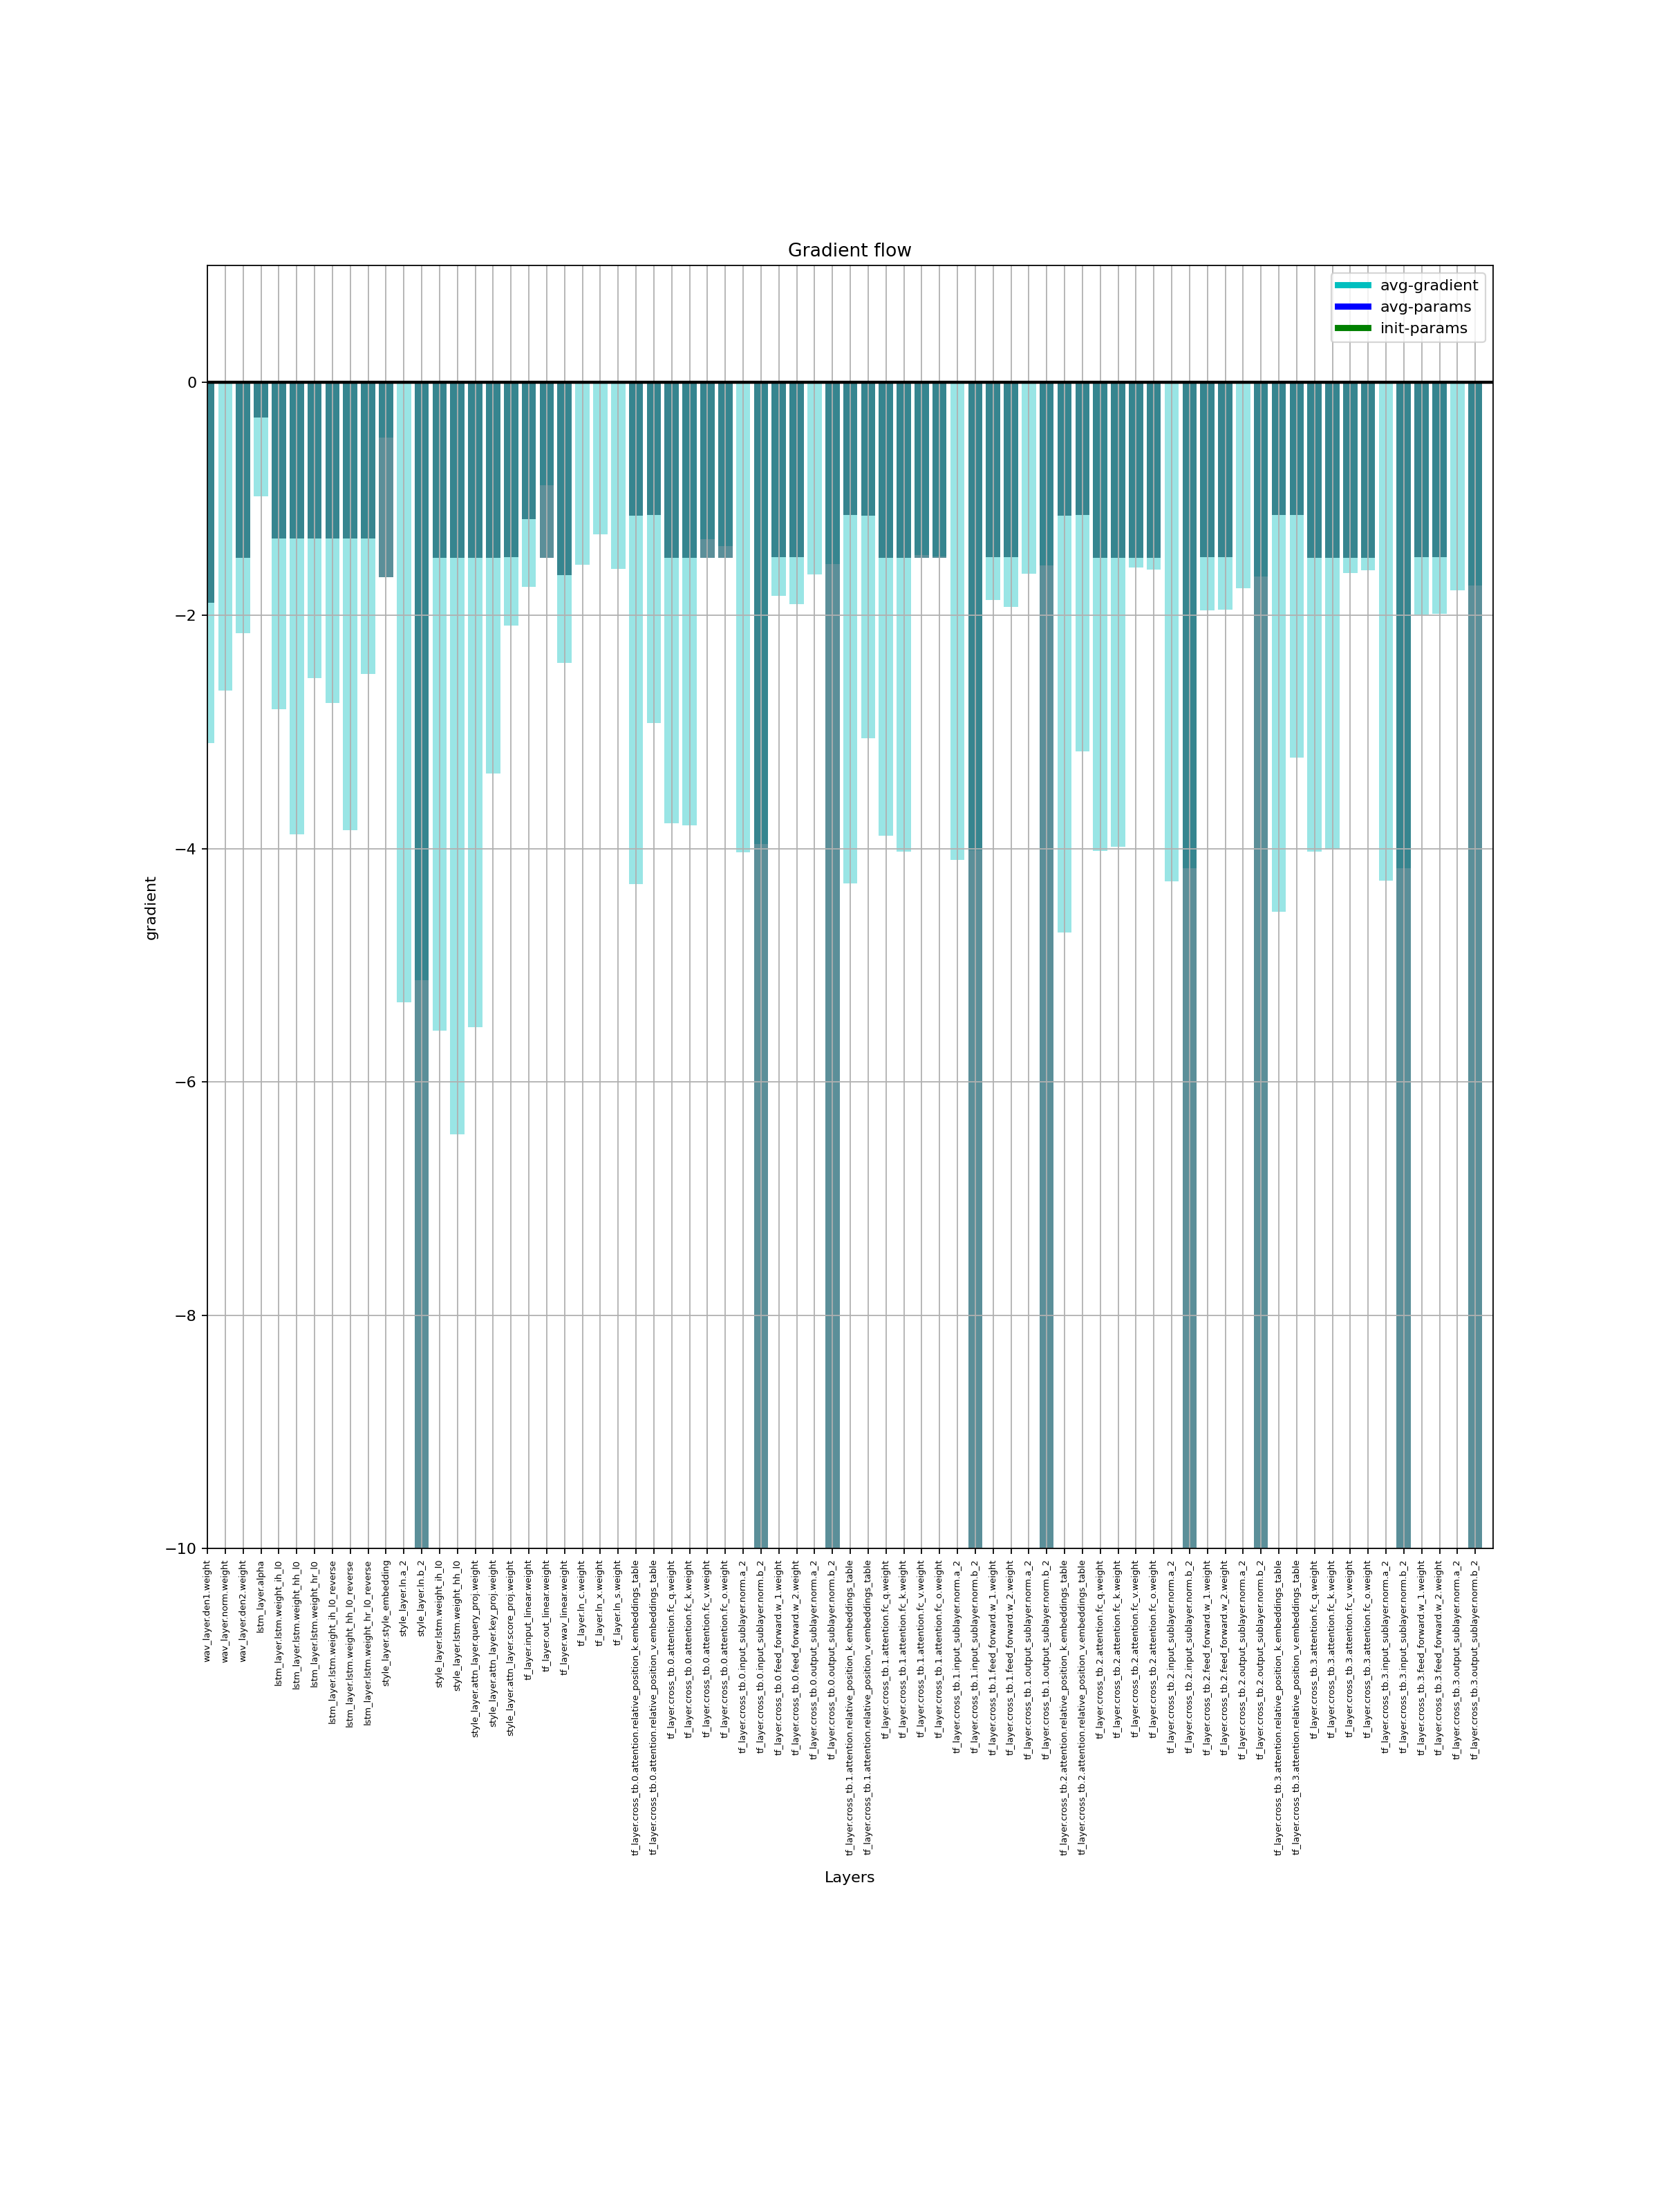 Gradient flow
avg-gradient
avg-params
init-params
0
−2
−4
−6
−8
−10
gradient
wav_layer.den1.weight
wav_layer.norm.weight
wav_layer.den2.weight
lstm_layer.alpha
lstm_layer.lstm.weight_ih_l0
lstm_layer.lstm.weight_hh_l0
lstm_layer.lstm.weight_hr_l0
lstm_layer.lstm.weight_ih_l0_reverse
lstm_layer.lstm.weight_hh_l0_reverse
lstm_layer.lstm.weight_hr_l0_reverse
style_layer.style_embedding
style_layer.ln.a_2
style_layer.ln.b_2
style_layer.lstm.weight_ih_l0
style_layer.lstm.weight_hh_l0
style_layer.attn_layer.query_proj.weight
style_layer.attn_layer.key_proj.weight
style_layer.attn_layer.score_proj.weight
tf_layer.input_linear.weight
tf_layer.out_linear.weight
tf_layer.wav_linear.weight
tf_layer.ln_c.weight
tf_layer.ln_x.weight
tf_layer.ln_s.weight
tf_layer.cross_tb.0.attention.relative_position_k.embeddings_table
tf_layer.cross_tb.0.attention.relative_position_v.embeddings_table
tf_layer.cross_tb.0.attention.fc_q.weight
tf_layer.cross_tb.0.attention.fc_k.weight
tf_layer.cross_tb.0.attention.fc_v.weight
tf_layer.cross_tb.0.attention.fc_o.weight
tf_layer.cross_tb.0.input_sublayer.norm.a_2
tf_layer.cross_tb.0.input_sublayer.norm.b_2
tf_layer.cross_tb.0.feed_forward.w_1.weight
tf_layer.cross_tb.0.feed_forward.w_2.weight
tf_layer.cross_tb.0.output_sublayer.norm.a_2
tf_layer.cross_tb.0.output_sublayer.norm.b_2
tf_layer.cross_tb.1.attention.relative_position_k.embeddings_table
tf_layer.cross_tb.1.attention.relative_position_v.embeddings_table
tf_layer.cross_tb.1.attention.fc_q.weight
tf_layer.cross_tb.1.attention.fc_k.weight
tf_layer.cross_tb.1.attention.fc_v.weight
tf_layer.cross_tb.1.attention.fc_o.weight
tf_layer.cross_tb.1.input_sublayer.norm.a_2
tf_layer.cross_tb.1.input_sublayer.norm.b_2
tf_layer.cross_tb.1.feed_forward.w_1.weight
tf_layer.cross_tb.1.feed_forward.w_2.weight
tf_layer.cross_tb.1.output_sublayer.norm.a_2
tf_layer.cross_tb.1.output_sublayer.norm.b_2
tf_layer.cross_tb.2.attention.relative_position_k.embeddings_table
tf_layer.cross_tb.2.attention.relative_position_v.embeddings_table
tf_layer.cross_tb.2.attention.fc_q.weight
tf_layer.cross_tb.2.attention.fc_k.weight
tf_layer.cross_tb.2.attention.fc_v.weight
tf_layer.cross_tb.2.attention.fc_o.weight
tf_layer.cross_tb.2.input_sublayer.norm.a_2
tf_layer.cross_tb.2.input_sublayer.norm.b_2
tf_layer.cross_tb.2.feed_forward.w_1.weight
tf_layer.cross_tb.2.feed_forward.w_2.weight
tf_layer.cross_tb.2.output_sublayer.norm.a_2
tf_layer.cross_tb.2.output_sublayer.norm.b_2
tf_layer.cross_tb.3.attention.relative_position_k.embeddings_table
tf_layer.cross_tb.3.attention.relative_position_v.embeddings_table
tf_layer.cross_tb.3.attention.fc_q.weight
tf_layer.cross_tb.3.attention.fc_k.weight
tf_layer.cross_tb.3.attention.fc_v.weight
tf_layer.cross_tb.3.attention.fc_o.weight
tf_layer.cross_tb.3.input_sublayer.norm.a_2
tf_layer.cross_tb.3.input_sublayer.norm.b_2
tf_layer.cross_tb.3.feed_forward.w_1.weight
tf_layer.cross_tb.3.feed_forward.w_2.weight
tf_layer.cross_tb.3.output_sublayer.norm.a_2
tf_layer.cross_tb.3.output_sublayer.norm.b_2
Layers